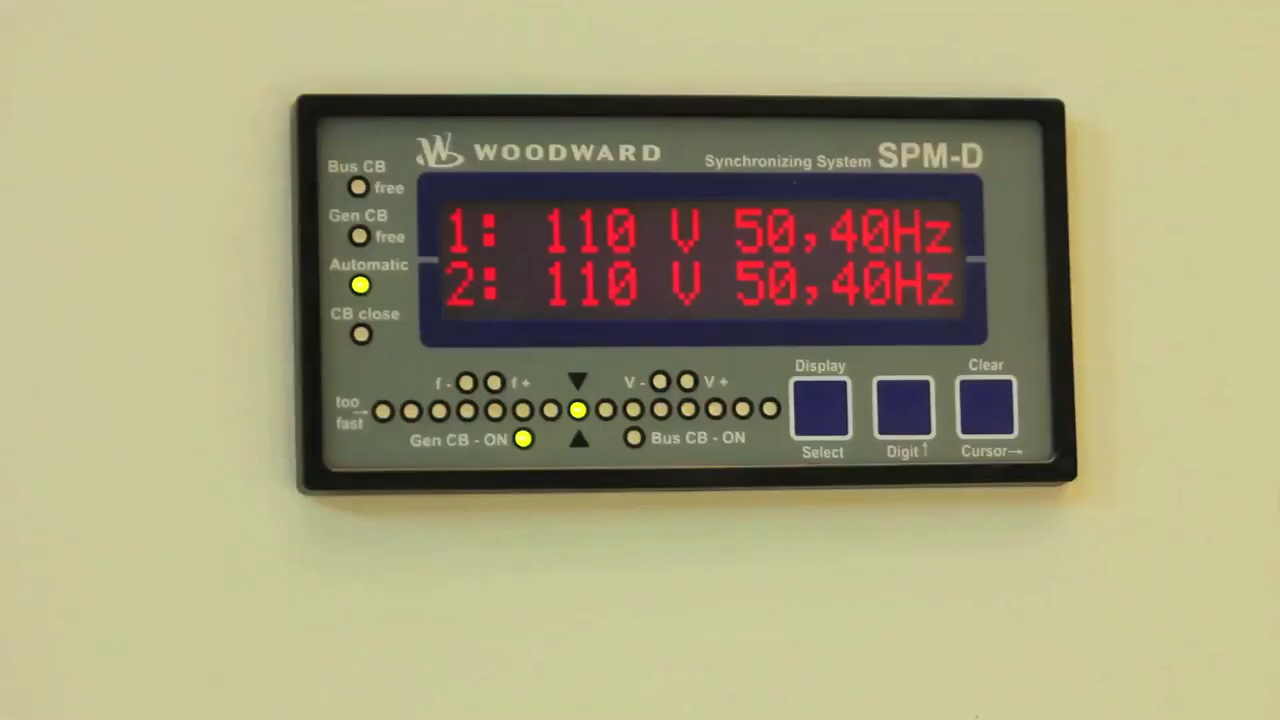 WOODWARD
Synchronizing System SPM-D
Bus CB
free
Gen CB
free
Automatic
CB close
1: 110 V 50,40Hz
2: 110 V 50,40Hz
f - f +
V - V +
too
fast →
Gen CB - ON
Bus CB - ON
Display
Clear
Select
Digit ↑
Cursor→